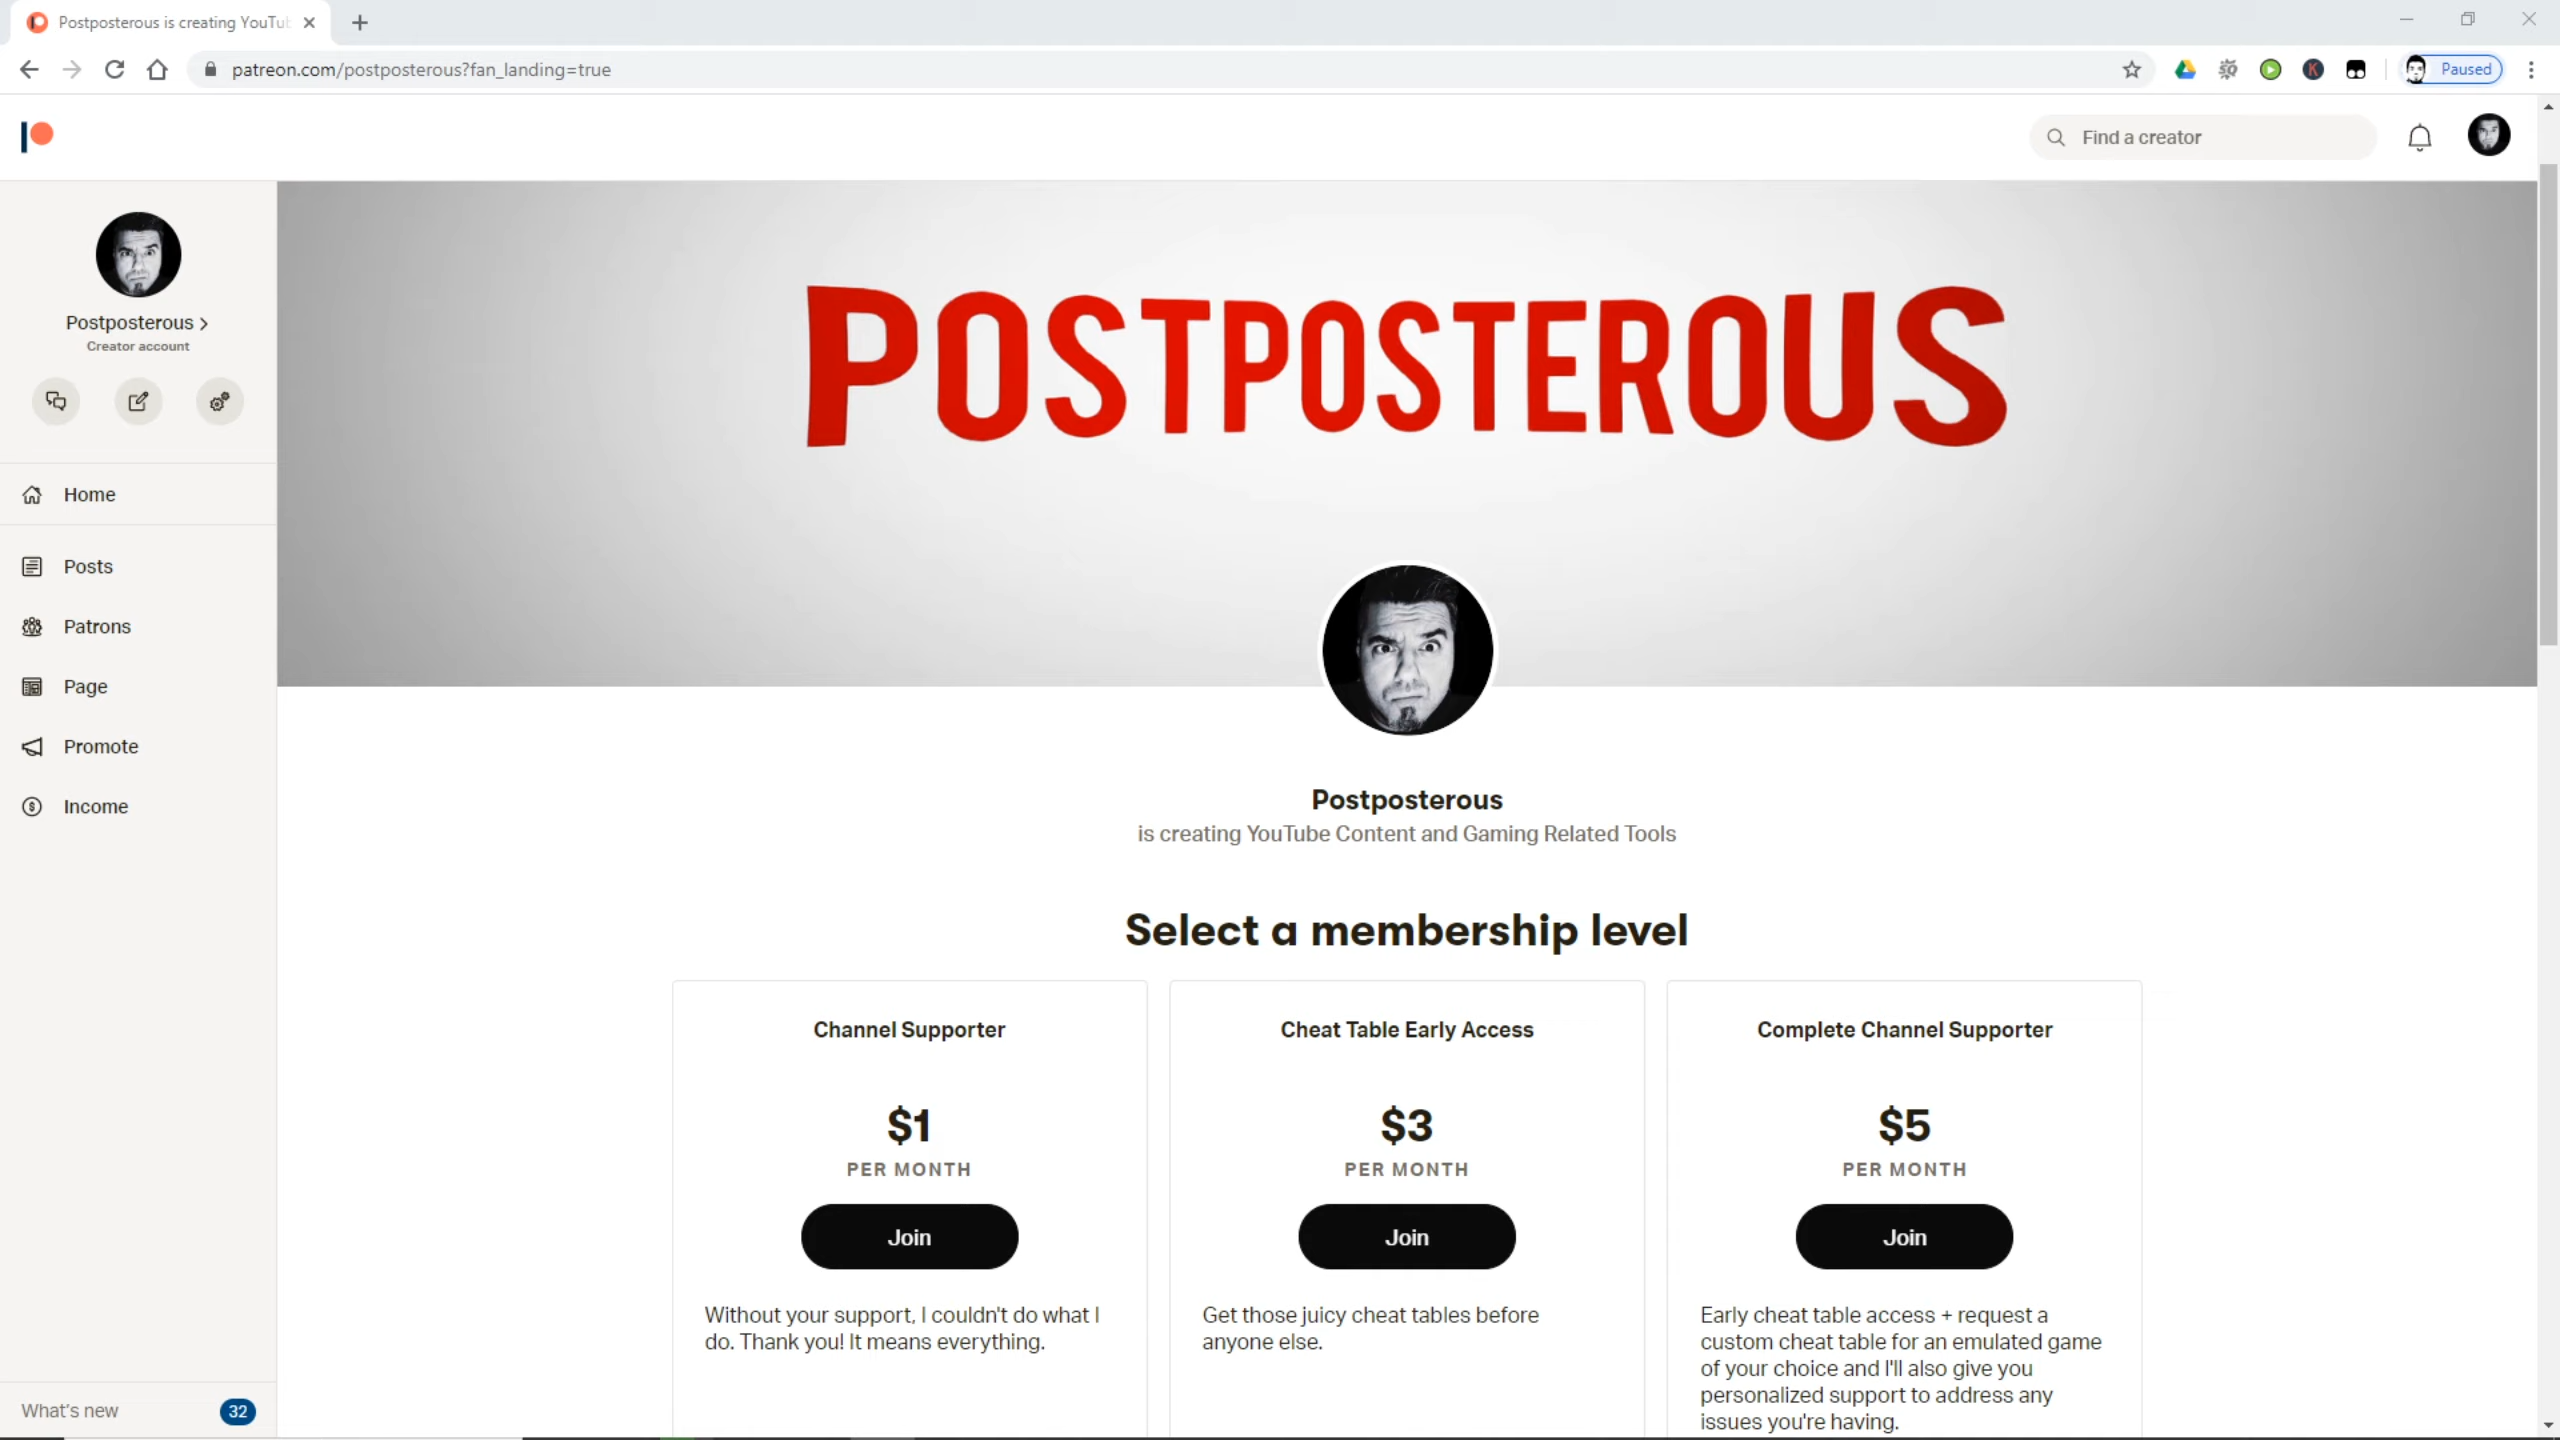 Postposterous is creating YouTub
patreon.com/postposterous?fan_landing=true
Paused
Find a creator
Postposterous
Creator account
Home
Posts
Patrons
Page
Promote
Income
What's new
32
POSTPOSTEROUS
Postposterous
is creating YouTube Content and Gaming Related Tools
Select a membership level
Channel Supporter
$1
PER MONTH
Join
Without your support, I couldn't do what I
do. Thank you! It means everything.
Cheat Table Early Access
$3
PER MONTH
Join
Get those juicy cheat tables before
anyone else.
Complete Channel Supporter
$5
PER MONTH
Join
Early cheat table access + request a
custom cheat table for an emulated game
of your choice and I'll also give you
personalized support to address any
issues you're having.